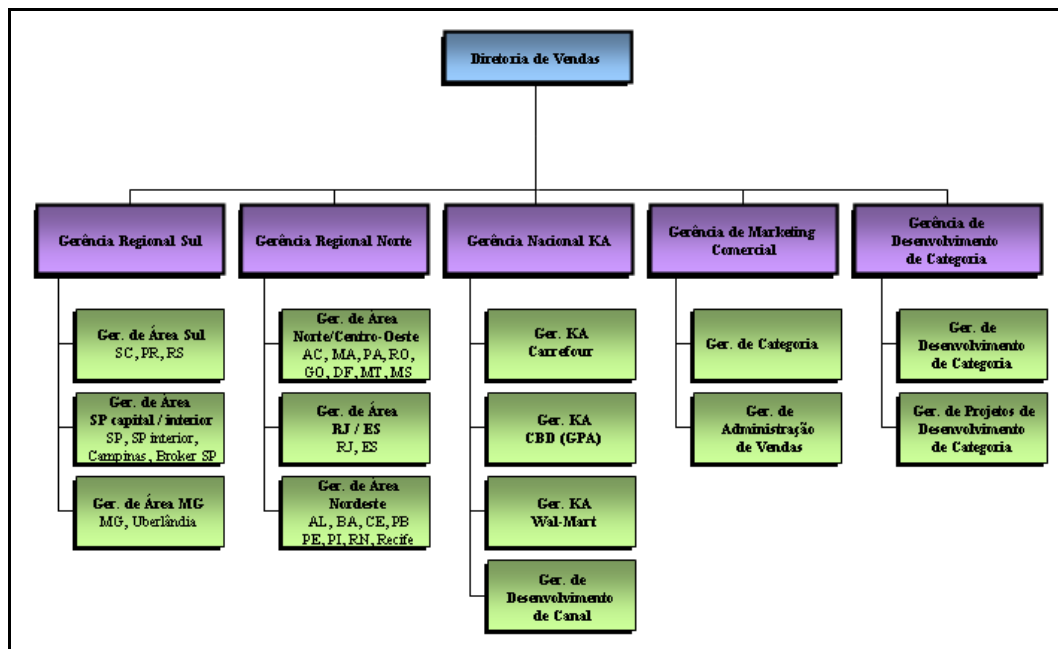 Diretoria de Vendas
Gerência Regional Sul
Gerência Regional Norte
Gerência Nacional KA
Gerência de Marketing
Comercial
Gerência de
Desenvolvimento
de Categoria
Ger. de Área Sul
SC, PR, RS
Ger. de Área
SP capital / interior
SP, SP interior,
Campinas, Broker SP
Ger. de Área MG
MG, Uberlândia
Ger. de Área
Norte/Centro-Oeste
AC, MA, PA, RO,
GO, DF, MT, MS
Ger. de Área
RJ / ES
RJ, ES
Ger. de Área
Nordeste
AL, BA, CE, PB
PE, PI, RN, Recife
Ger. KA
Carrefour
Ger. KA
CBD (GPA)
Ger. KA
Wal-Mart
Ger. de
Desenvolvimento
de Canal
Ger. de Categoria
Ger. de
Administração
de Vendas
Ger. de
Desenvolvimento
de Categoria
Ger. de Projetos de
Desenvolvimento
de Categoria